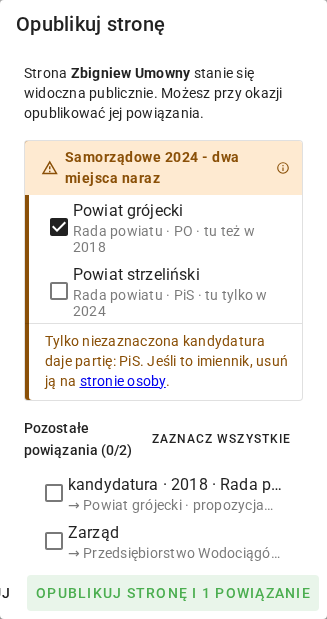 Opublikuj stronę
Strona Zbigniew Umowny stanie się
widoczna publicznie. Możesz przy okazji
opublikować jej powiązania.
Samorządowe 2024 - dwa
miejsca naraz
Powiat grójecki
Rada powiatu · PO · tu też w
2018
Powiat strzeliński
Rada powiatu · PiS · tu tylko w
2024
Tylko niezaznaczona kandydatura
daje partię: PiS. Jeśli to imiennik, usuń
ją na stronie osoby.
Pozostałe
powiązania (0/2)
ZAZNACZ WSZYSTKIE
kandydatura · 2018 · Rada p…
→ Powiat grójecki · propozycja…
Zarząd
→ Przedsiębiorstwo Wodociągó…
OPUBLIKUJ STRONĘ I 1 POWIĄZANIE